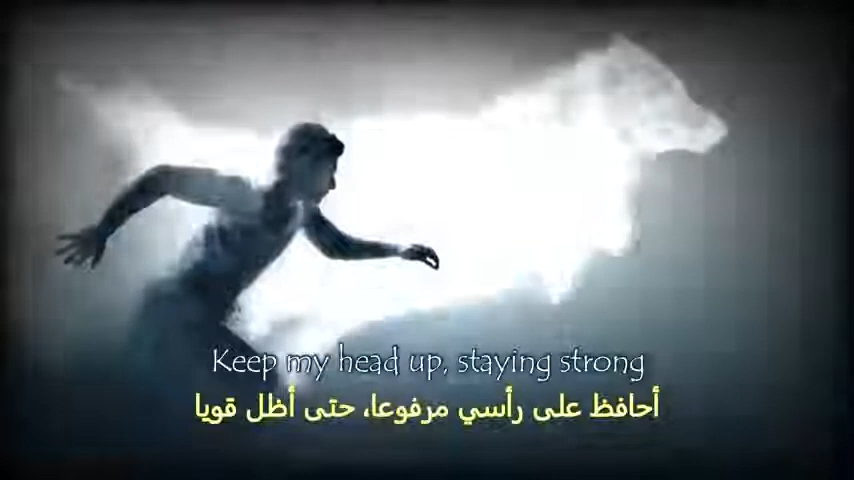 Keep my head up, staying strong
أحافظ على رأسي مرفوعا، حتى أظل قويا